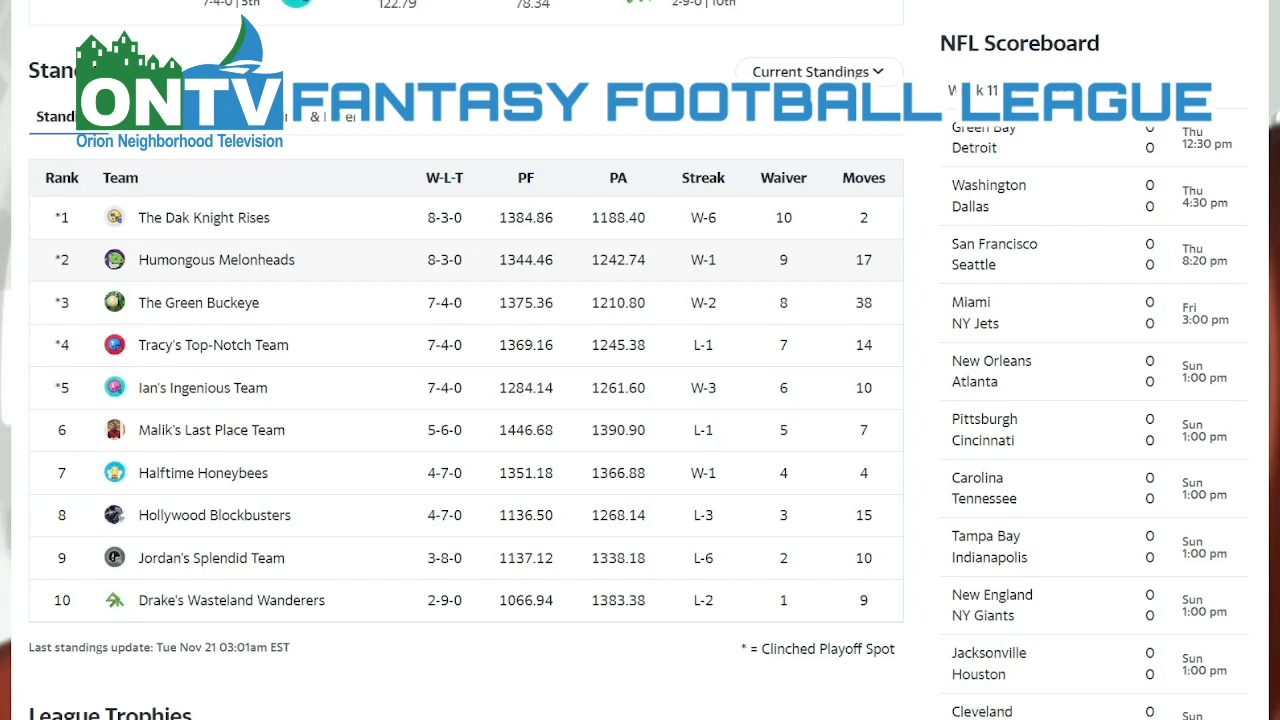 7-4-0 | 5th
122.79
78.34
2-9-0 | 10th
ONTV
Orion Neighborhood Television
FANTASY FOOTBALL LEAGUE
Current Standings
Rank Team W-L-T PF PA Streak Waiver Moves
*1 The Dak Knight Rises 8-3-0 1384.86 1188.40 W-6 10 2
*2 Humongous Melonheads 8-3-0 1344.46 1242.74 W-1 9 17
*3 The Green Buckeye 7-4-0 1375.36 1210.80 W-2 8 38
*4 Tracy's Top-Notch Team 7-4-0 1369.16 1245.38 L-1 7 14
*5 Ian's Ingenious Team 7-4-0 1284.14 1261.60 W-3 6 10
6 Malik's Last Place Team 5-6-0 1446.68 1390.90 L-1 5 7
7 Halftime Honeybees 4-7-0 1351.18 1366.88 W-1 4 4
8 Hollywood Blockbusters 4-7-0 1136.50 1268.14 L-3 3 15
9 Jordan's Splendid Team 3-8-0 1137.12 1338.18 L-6 2 10
10 Drake's Wasteland Wanderers 2-9-0 1066.94 1383.38 L-2 1 9
Last standings update: Tue Nov 21 03:01am EST
* = Clinched Playoff Spot
League Trophies
NFL Scoreboard
11
Green Bay 0
Detroit 0
Thu
12:30 pm
Washington 0
Dallas 0
Thu
4:30 pm
San Francisco 0
Seattle 0
Thu
8:20 pm
Miami 0
NY Jets 0
Fri
3:00 pm
New Orleans 0
Atlanta 0
Sun
1:00 pm
Pittsburgh 0
Cincinnati 0
Sun
1:00 pm
Carolina 0
Tennessee 0
Sun
1:00 pm
Tampa Bay 0
Indianapolis 0
Sun
1:00 pm
New England 0
NY Giants 0
Sun
1:00 pm
Jacksonville 0
Houston 0
Sun
1:00 pm
Cleveland 0
Sun